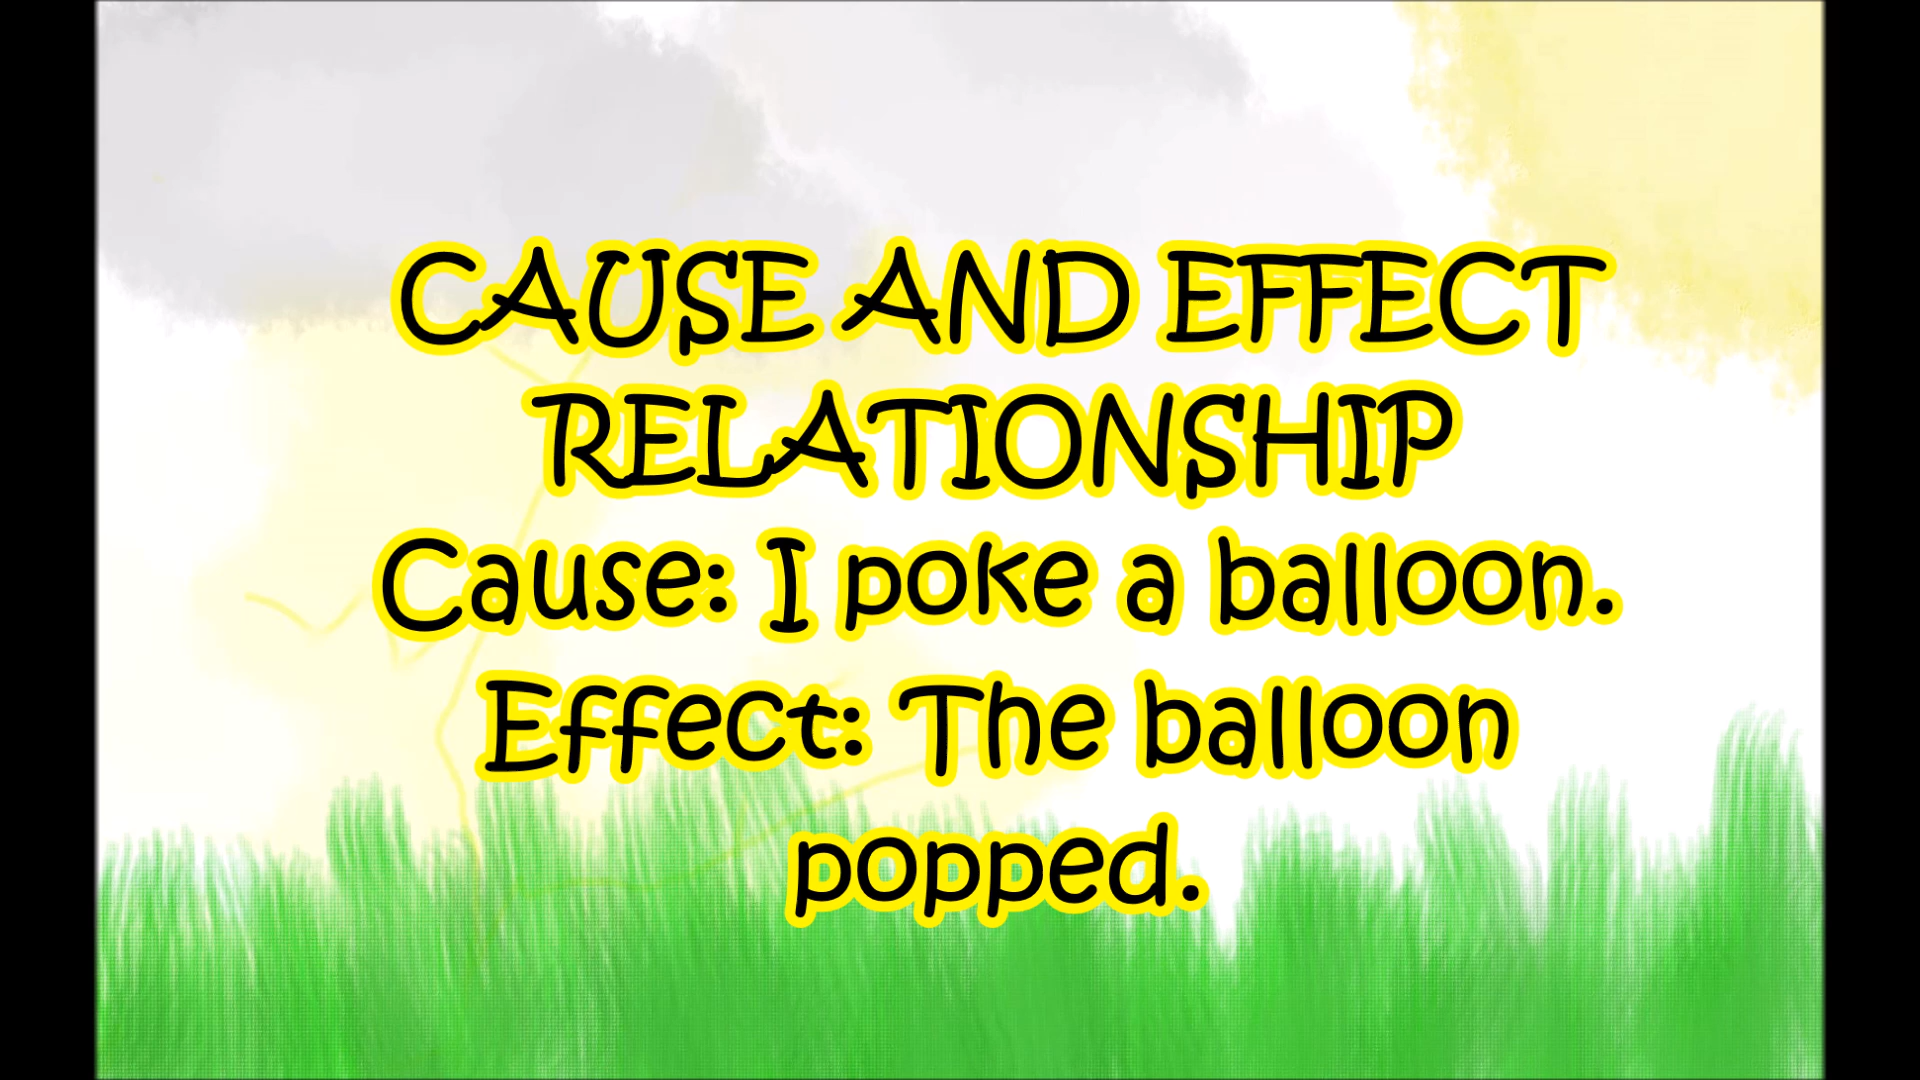 CAUSE AND EFFECT
RELATIONSHIP
Cause: I poke a balloon.
Effect: The balloon
popped.